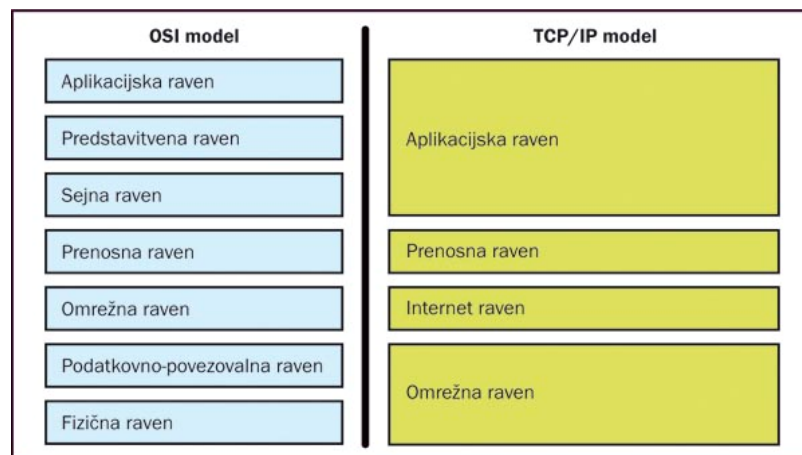 OSI model
Aplikacijska raven
Predstavitvena raven
Sejna raven
Prenosna raven
Omrežna raven
Podatkovno-povezovalna raven
Fizična raven
TCP/IP model
Aplikacijska raven
Prenosna raven
Internet raven
Omrežna raven